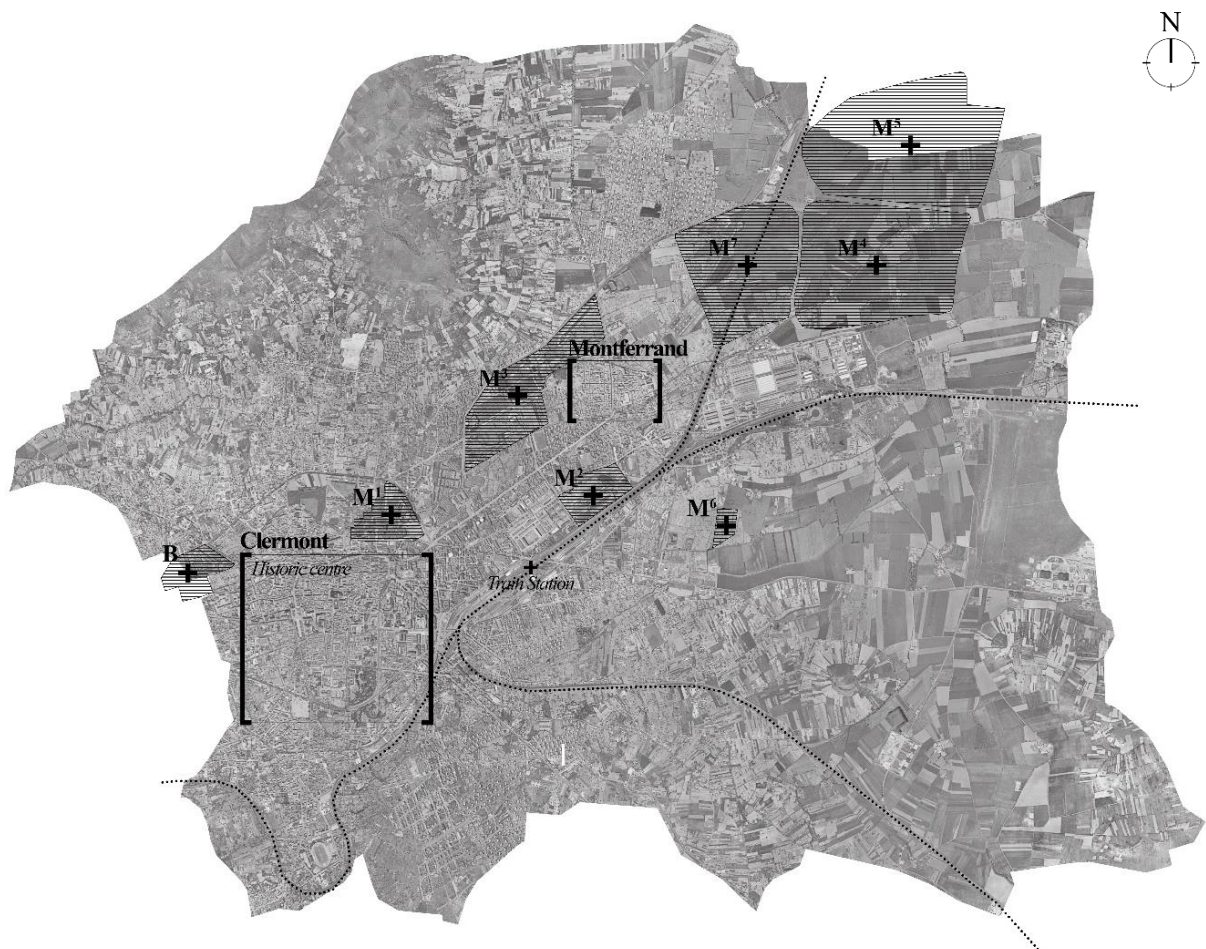 N
M⁵
M⁷
M⁴
Montferrand
M³
M²
M¹
M⁶
Clermont
B
Historic centre
Train Station